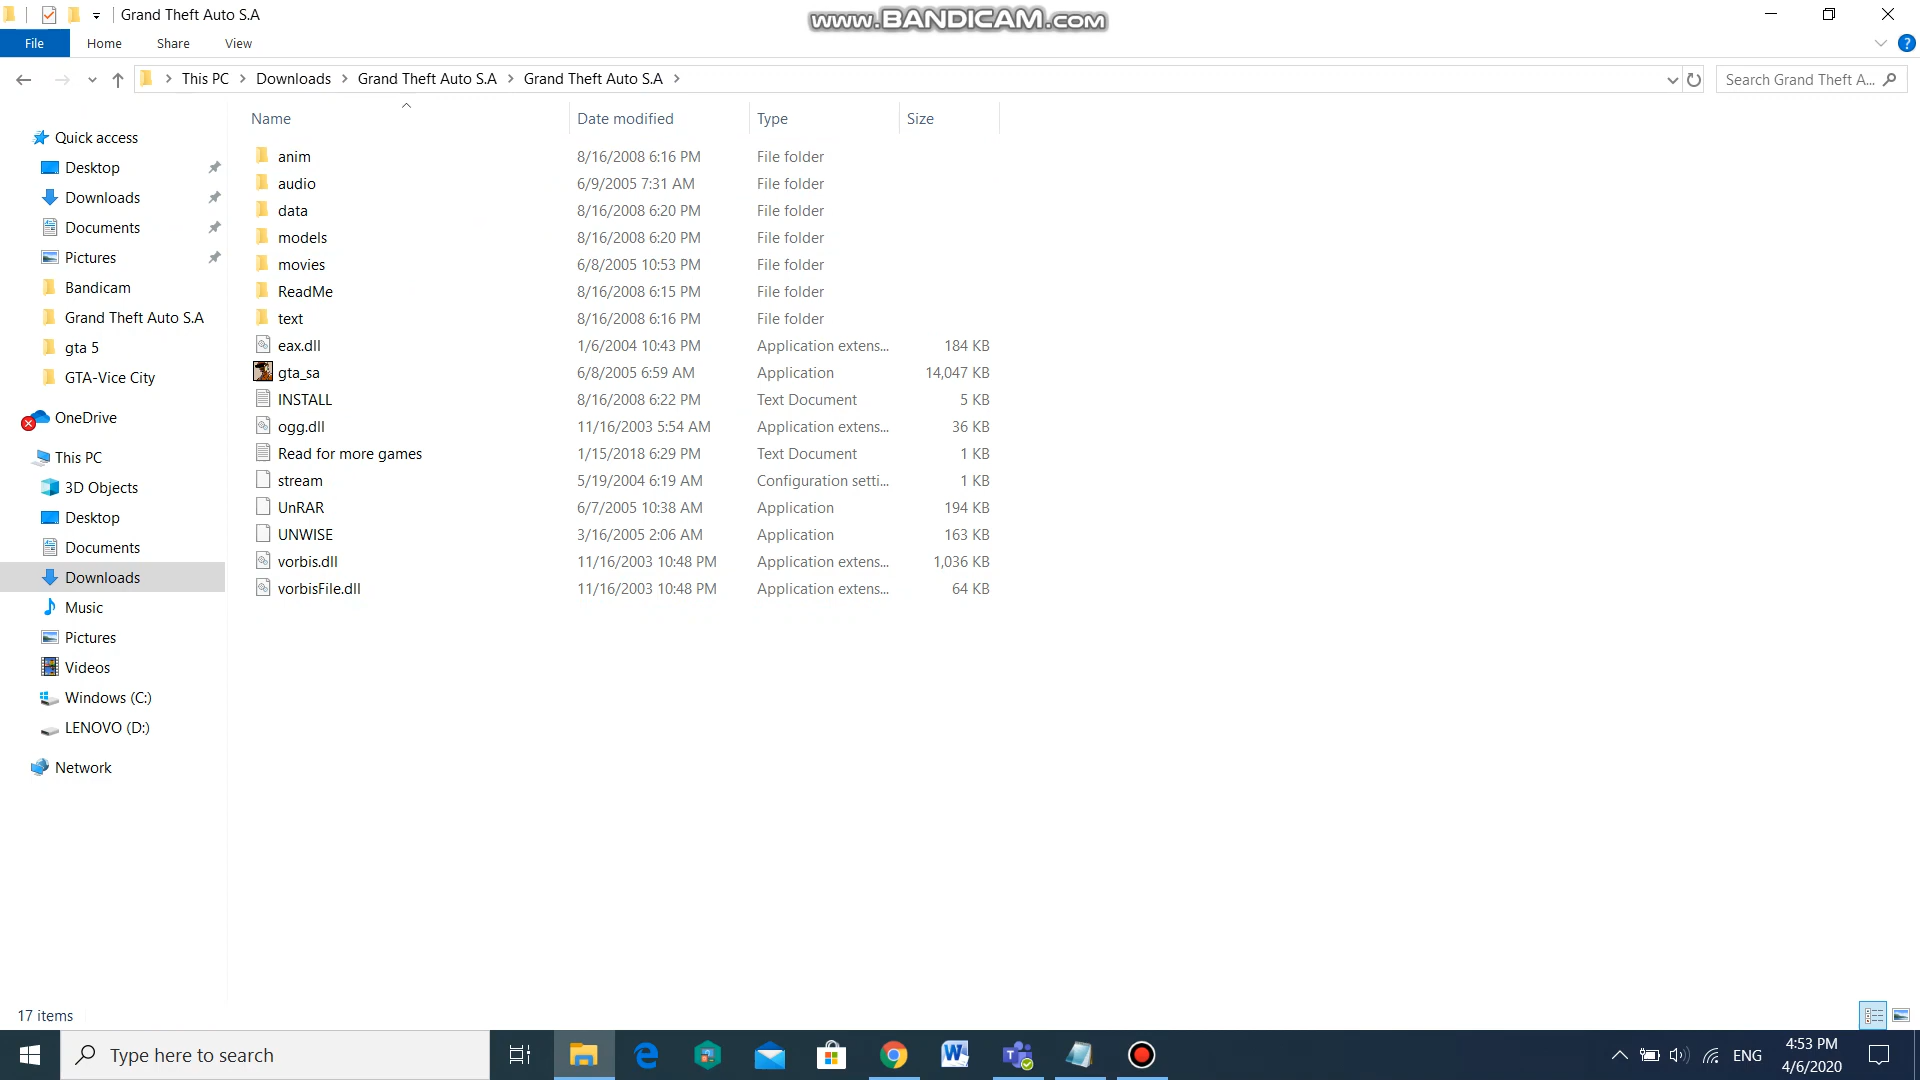 Grand Theft Auto S.A
www.BANDICAM.com
File Home Share View
This PC > Downloads > Grand Theft Auto S.A > Grand Theft Auto S.A >
Search Grand Theft A...
Name Date modified Type Size
Quick access
Desktop
Downloads
Documents
Pictures
Bandicam
Grand Theft Auto S.A
gta 5
GTA-Vice City
OneDrive
This PC
3D Objects
Desktop
Documents
Downloads
Music
Pictures
Videos
Windows (C:)
LENOVO (D:)
Network
anim 8/16/2008 6:16 PM File folder
audio 6/9/2005 7:31 AM File folder
data 8/16/2008 6:20 PM File folder
models 8/16/2008 6:20 PM File folder
movies 6/8/2005 10:53 PM File folder
ReadMe 8/16/2008 6:15 PM File folder
text 8/16/2008 6:16 PM File folder
eax.dll 1/6/2004 10:43 PM Application extens... 184 KB
gta_sa 6/8/2005 6:59 AM Application 14,047 KB
INSTALL 8/16/2008 6:22 PM Text Document 5 KB
ogg.dll 11/16/2003 5:54 AM Application extens... 36 KB
Read for more games 1/15/2018 6:29 PM Text Document 1 KB
stream 5/19/2004 6:19 AM Configuration setti... 1 KB
UnRAR 6/7/2005 10:38 AM Application 194 KB
UNWISE 3/16/2005 2:06 AM Application 163 KB
vorbis.dll 11/16/2003 10:48 PM Application extens... 1,036 KB
vorbisFile.dll 11/16/2003 10:48 PM Application extens... 64 KB
17 items
Type here to search
ENG
4:53 PM
4/6/2020